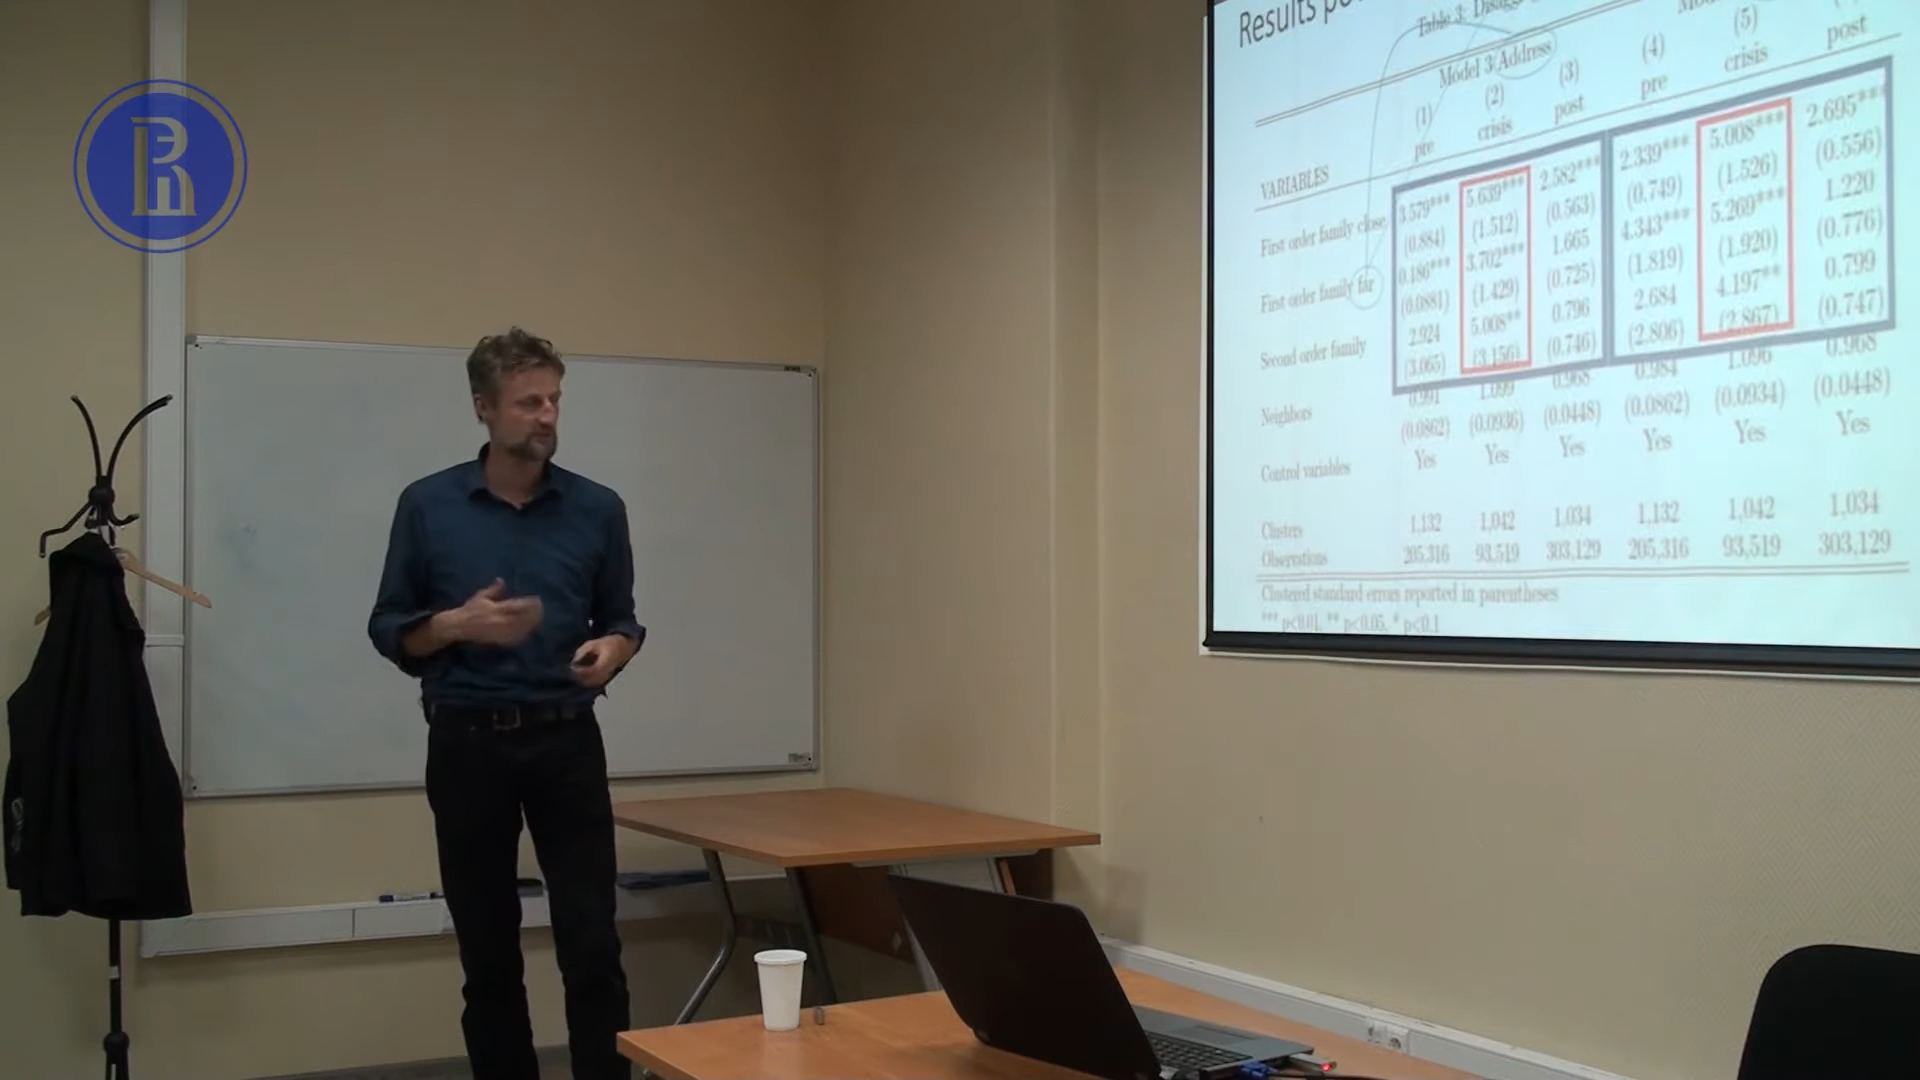 Results
Table 3: Disagg
Model 3 Address
(1) (2) (3) (4) (5)
pre crisis post pre crisis post
VARIABLES
First order family close 3.579*** 5.639*** 2.582*** 2.339*** 5.008*** 2.695***
(0.884) (1.512) (0.563) (0.749) (1.526) (0.556)
First order family far 0.186*** 3.702*** 1.665 4.343*** 5.269*** 1.220
(0.0881) (1.429) (0.725) (1.819) (1.920) (0.776)
Second order family 2.924 5.008** 0.796 2.684 4.197** 0.799
(3.065) (3.156) (0.746) (2.806) (2.867) (0.747)
Neighbors 0.991 1.099 0.968 0.984 1.096 0.968
(0.0862) (0.0936) (0.0448) (0.0862) (0.0934) (0.0448)
Control variables Yes Yes Yes Yes Yes Yes
Clusters 1,132 1,042 1,034 1,132 1,042 1,034
Observations 205,316 93,519 303,129 205,316 93,519 303,129
Clustered standard errors reported in parentheses
*** p<0.01, ** p<0.05, * p<0.1